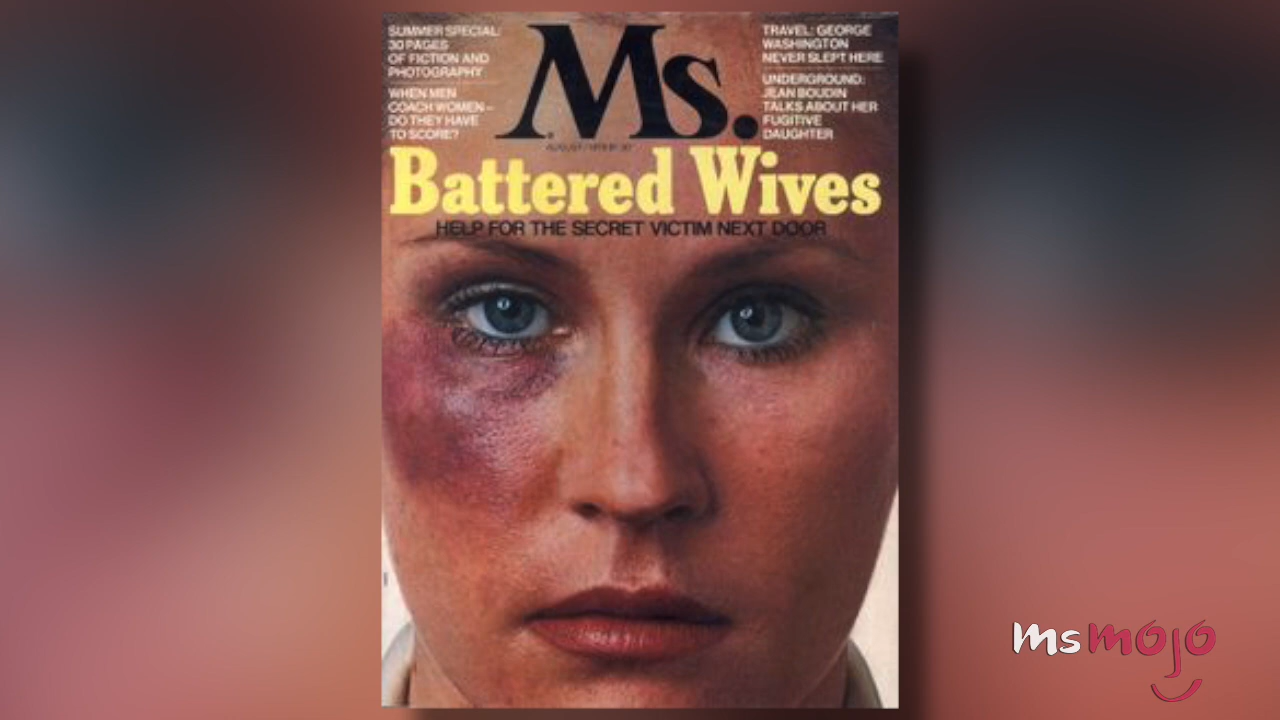 SUMMER SPECIAL:
30 PAGES
OF FICTION AND
PHOTOGRAPHY
WHEN MEN
COACH WOMEN—
DO THEY HAVE
TO SCORE?
Ms.
TRAVEL: GEORGE
WASHINGTON
NEVER SLEPT HERE
UNDERGROUND:
JEAN BOUDIN
TALKS ABOUT HER
FUGITIVE
DAUGHTER
Battered Wives
HELP FOR THE SECRET VICTIM NEXT DOOR
msmojo